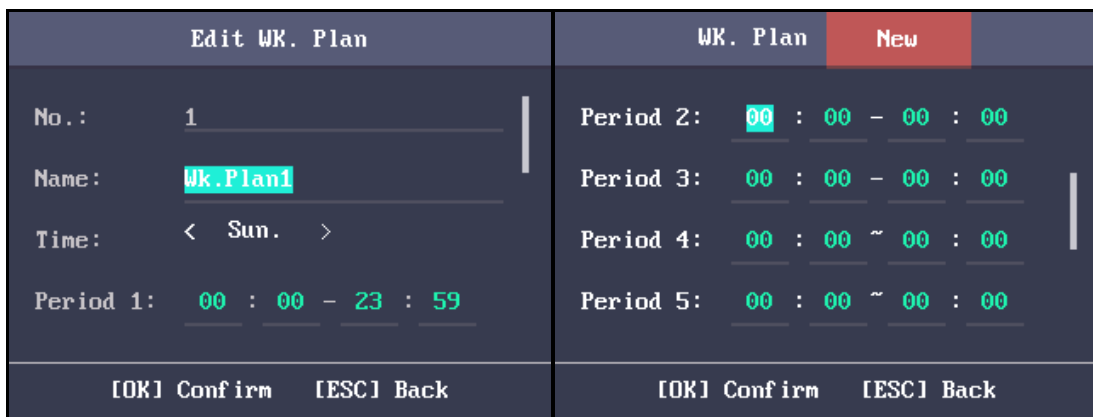 Edit WK. Plan
No.: 1
Name: Wk.Plan1
Time: < Sun. >
Period 1: 00 : 00 - 23 : 59
[OK] Confirm [ESC] Back
WK. Plan New
Period 2: 00 : 00 - 00 : 00
Period 3: 00 : 00 - 00 : 00
Period 4: 00 : 00 ~ 00 : 00
Period 5: 00 : 00 ~ 00 : 00
[OK] Confirm [ESC] Back